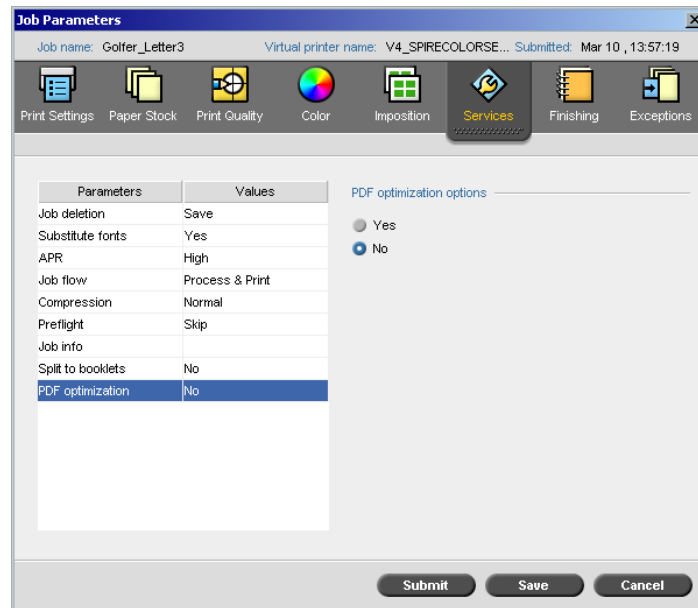 Job Parameters
Job name: Golfer_Letter3 Virtual printer name: V4_SPIRECOLORSE... Submitted: Mar 10 , 13:57:19
Print Settings Paper Stock Print Quality Color Imposition Services Finishing Exceptions
Parameters Values PDF optimization options
Job deletion Save
Substitute fonts Yes Yes
APR High No
Job flow Process & Print
Compression Normal
Preflight Skip
Job info
Split to booklets No
PDF optimization No
Submit Save Cancel